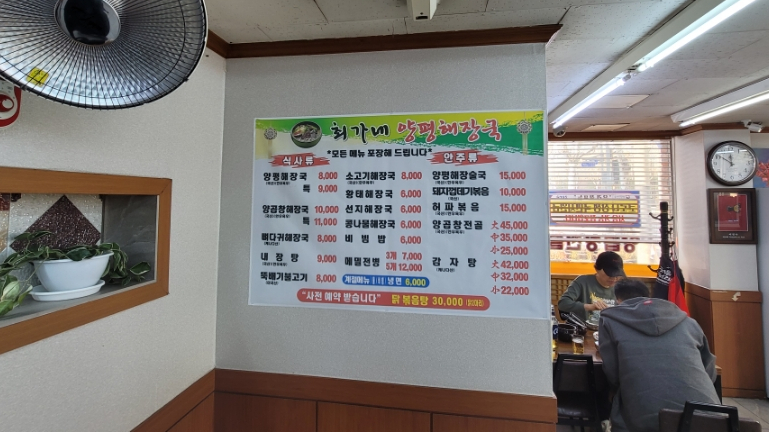 최가네 양평해장국
*모든 메뉴 포장해 드립니다*
식사류
양평해장국 8,000
특 9,000
양곰창해장국 10,000
특 11,000
뼈다귀해장국 8,000
내장탕 9,000
뚝배기불고기 8,000
소고기해장국 8,000
황태해장국 6,000
선지해장국 6,000
콩나물해장국 6,000
비빔밥 6,000
메밀전병 3개 7,000
5개 12,000
계절메뉴 냉면 6,000
안주류
양평해장술국 15,000
돼지껍데기볶음 10,000
허파볶음 15,000
양곰창전골 大 45,000
中 35,000
小 25,000
감자탕 大 42,000
中 32,000
小 22,000
"사전 예약 받습니다"
닭볶음탕 30,000